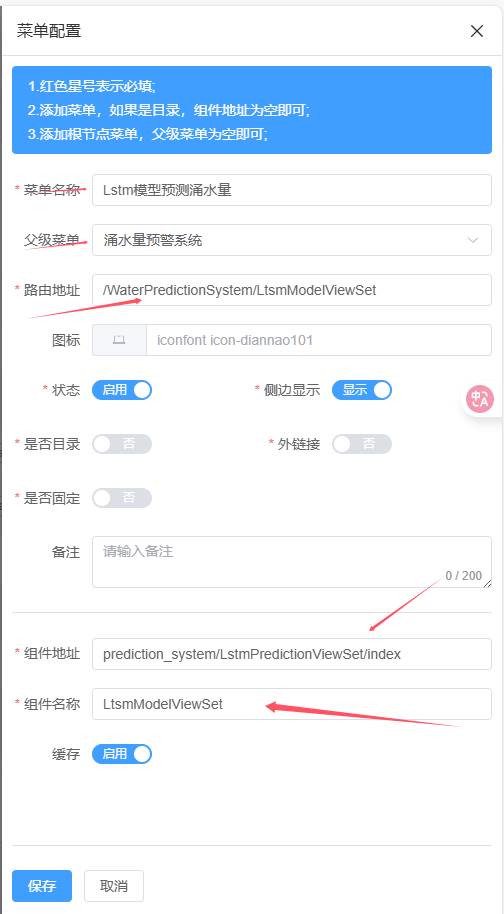 菜单配置
1.红色星号表示必填;
2.添加菜单，如果是目录，组件地址为空即可;
3.添加根节点菜单，父级菜单为空即可;
* 菜单名称 Lstm模型预测涌水量
父级菜单 涌水量预警系统
* 路由地址 /WaterPredictionSystem/LtsmModelViewSet
图标 iconfont icon-diannao101
* 状态 启用 * 侧边显示 显示
* 是否目录 否 * 外链接 否
* 是否固定 否
备注 请输入备注
0 / 200
* 组件地址 prediction_system/LstmPredictionViewSet/index
* 组件名称 LtsmModelViewSet
缓存 启用
保存 取消
中 A